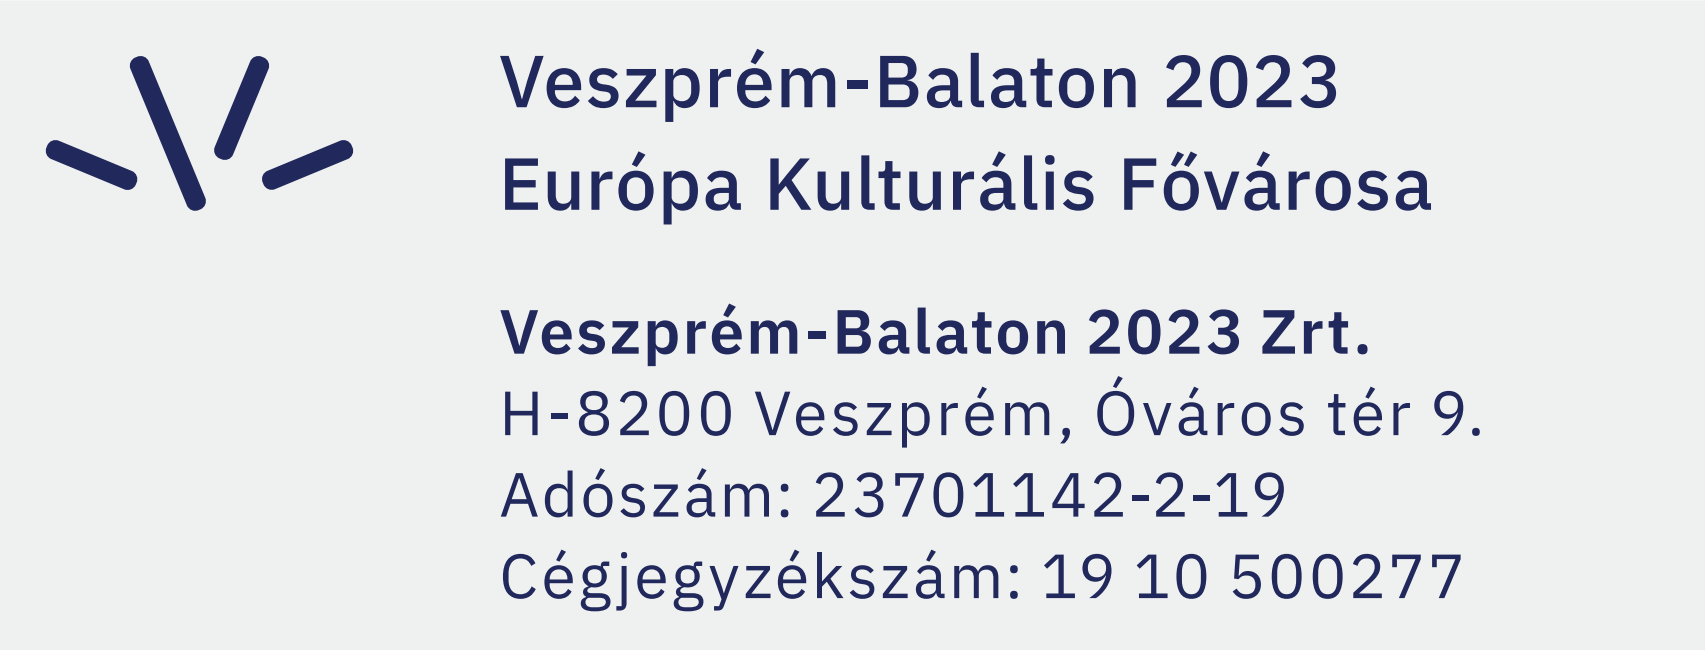 Veszprém-Balaton 2023
Európa Kulturális Fővárosa
Veszprém-Balaton 2023 Zrt.
H-8200 Veszprém, Óváros tér 9.
Adószám: 23701142-2-19
Cégjegyzékszám: 19 10 500277